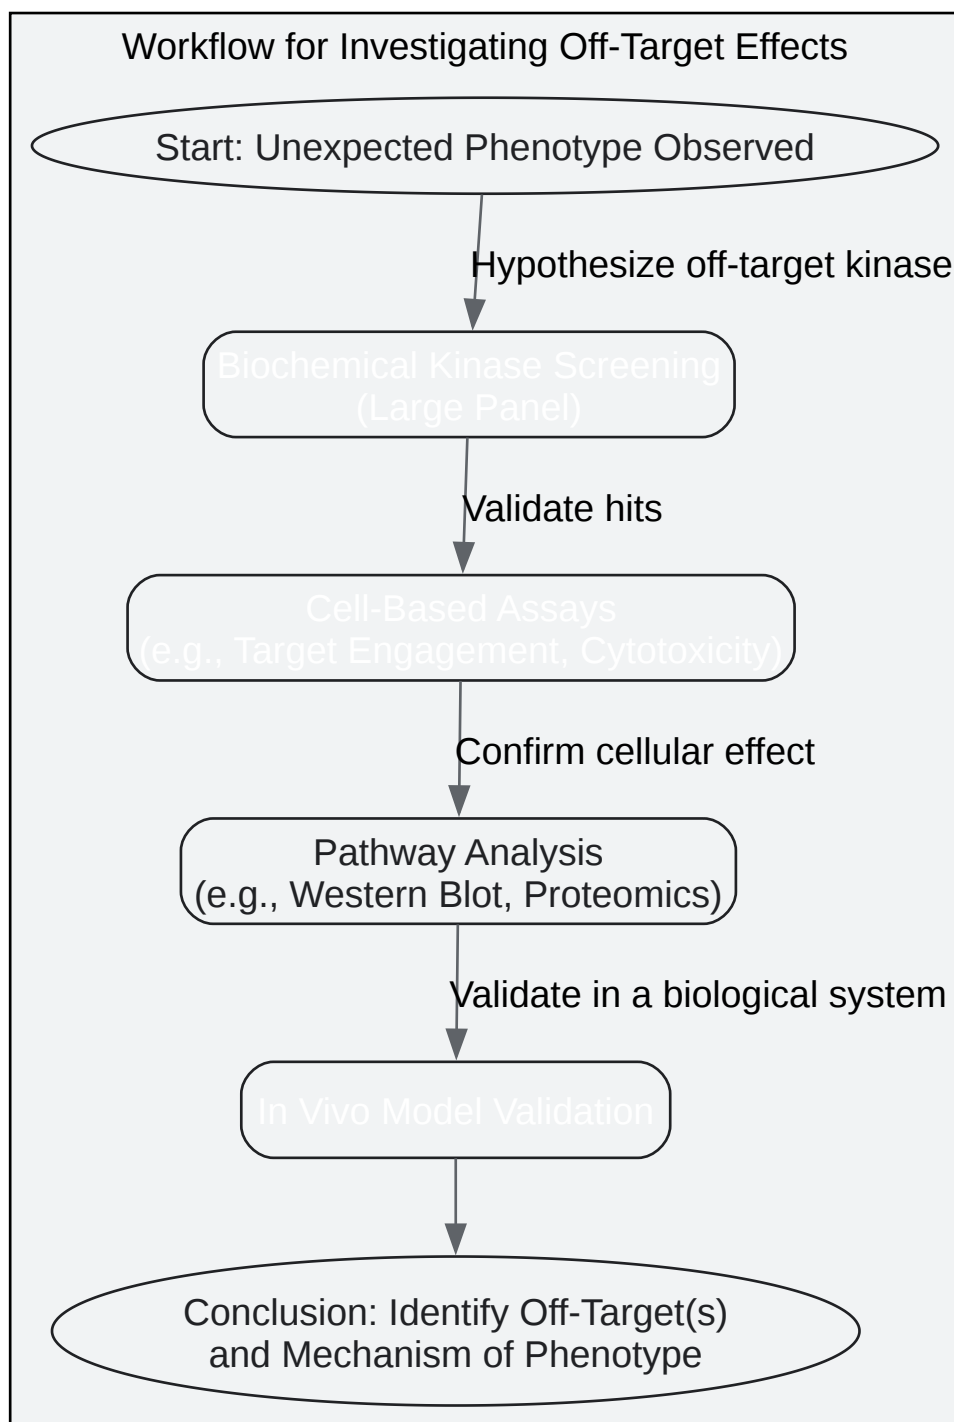 Workflow for Investigating Off-Target Effects
Start: Unexpected Phenotype Observed
Hypothesize off-target kinase
Biochemical Kinase Screening
(Large Panel)
Validate hits
Cell-Based Assays
(e.g., Target Engagement, Cytotoxicity)
Confirm cellular effect
Pathway Analysis
(e.g., Western Blot, Proteomics)
Validate in a biological system
In Vivo Model Validation
Conclusion: Identify Off-Target(s)
and Mechanism of Phenotype